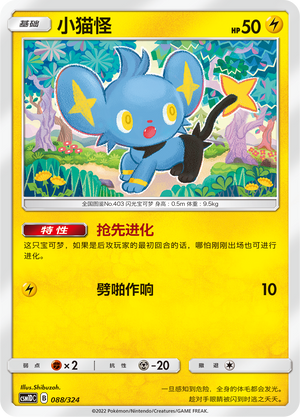 基础 小猫怪 HP 50
全国图鉴No.403 闪光宝可梦 身高：0.5m 体重：9.5kg
特性 抢先进化
这只宝可梦，如果是后攻玩家的最初回合的话，哪怕刚刚出场也可进行进化。
劈啪作响 10
弱点 ×2 抗性 -20 撤退
Illus.Shibuzoh.
CSM1DC B 088/324
一旦感知到危险，全身的体毛都会发光。
趁对手眼睛被闪到时逃之夭夭。
©2022 Pokémon/Nintendo/Creatures/GAME FREAK.